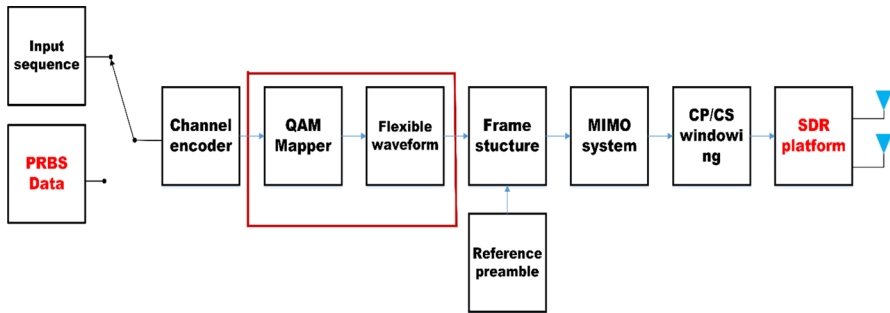 Input
sequence
PRBS
Data
Channel
encoder
QAM
Mapper
Flexible
waveform
Frame
stucture
MIMO
system
CP/CS
windowi
ng
SDR
platform
Reference
preamble